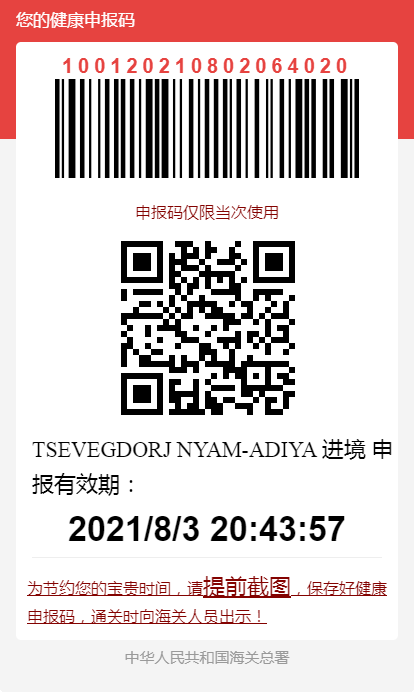 您的健康申报码
100120210802064020
申报码仅限当次使用
TSEVEGDORJ NYAM-ADIYA 进境 申
报有效期：
2021/8/3 20:43:57
为节约您的宝贵时间，请提前截图，保存好健康
申报码，通关时向海关人员出示！
中华人民共和国海关总署